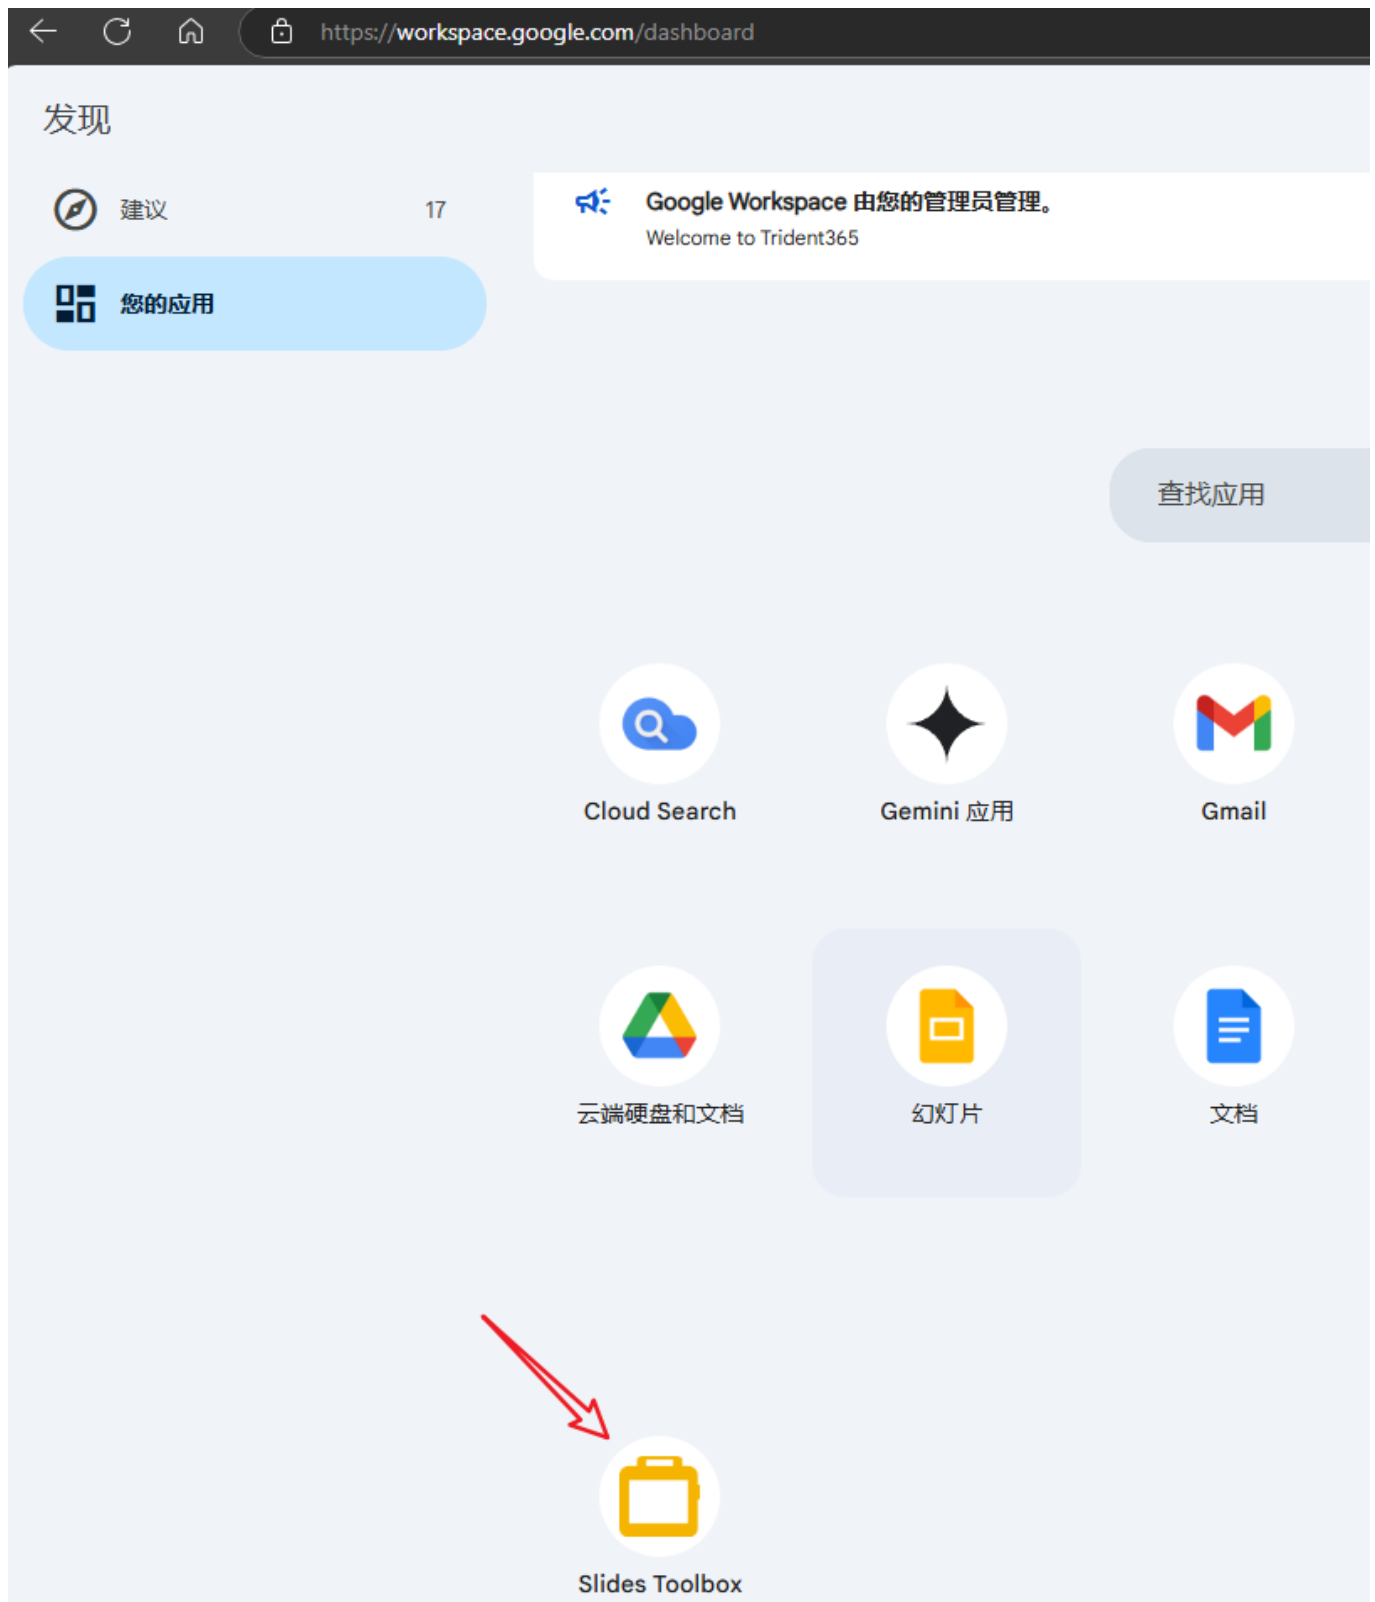 https://workspace.google.com/dashboard
发现
建议 17
您的应用
Google Workspace 由您的管理员管理。
Welcome to Trident365
查找应用
Cloud Search
Gemini 应用
Gmail
云端硬盘和文档
幻灯片
文档
Slides Toolbox